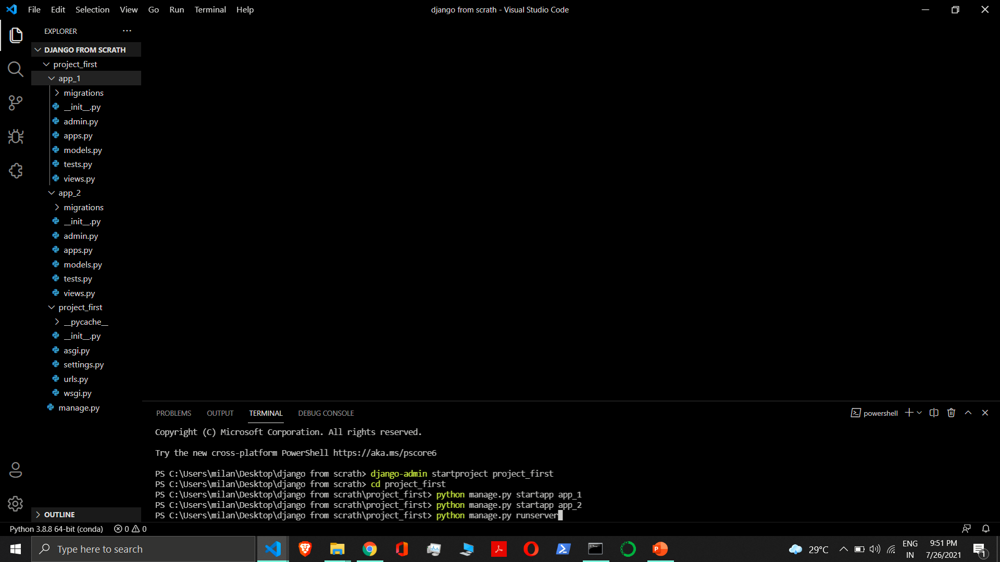 File Edit Selection View Go Run Terminal Help
django from scrath - Visual Studio Code
EXPLORER
DJANGO FROM SCRATH
project_first
app_1
migrations
__init__.py
admin.py
apps.py
models.py
tests.py
views.py
app_2
migrations
__init__.py
admin.py
apps.py
models.py
tests.py
views.py
project_first
__pycache__
__init__.py
asgi.py
settings.py
urls.py
wsgi.py
manage.py
OUTLINE
PROBLEMS OUTPUT TERMINAL DEBUG CONSOLE
powershell
Copyright (C) Microsoft Corporation. All rights reserved.
Try the new cross-platform PowerShell https://aka.ms/pscore6
PS C:\Users\milan\Desktop\django from scrath> django-admin startproject project_first
PS C:\Users\milan\Desktop\django from scrath> cd project_first
PS C:\Users\milan\Desktop\django from scrath\project_first> python manage.py startapp app_1
PS C:\Users\milan\Desktop\django from scrath\project_first> python manage.py startapp app_2
PS C:\Users\milan\Desktop\django from scrath\project_first> python manage.py runserver
Python 3.8.8 64-bit (conda) 0 0
Type here to search
29°C
ENG
IN
9:51 PM
7/26/2021
1